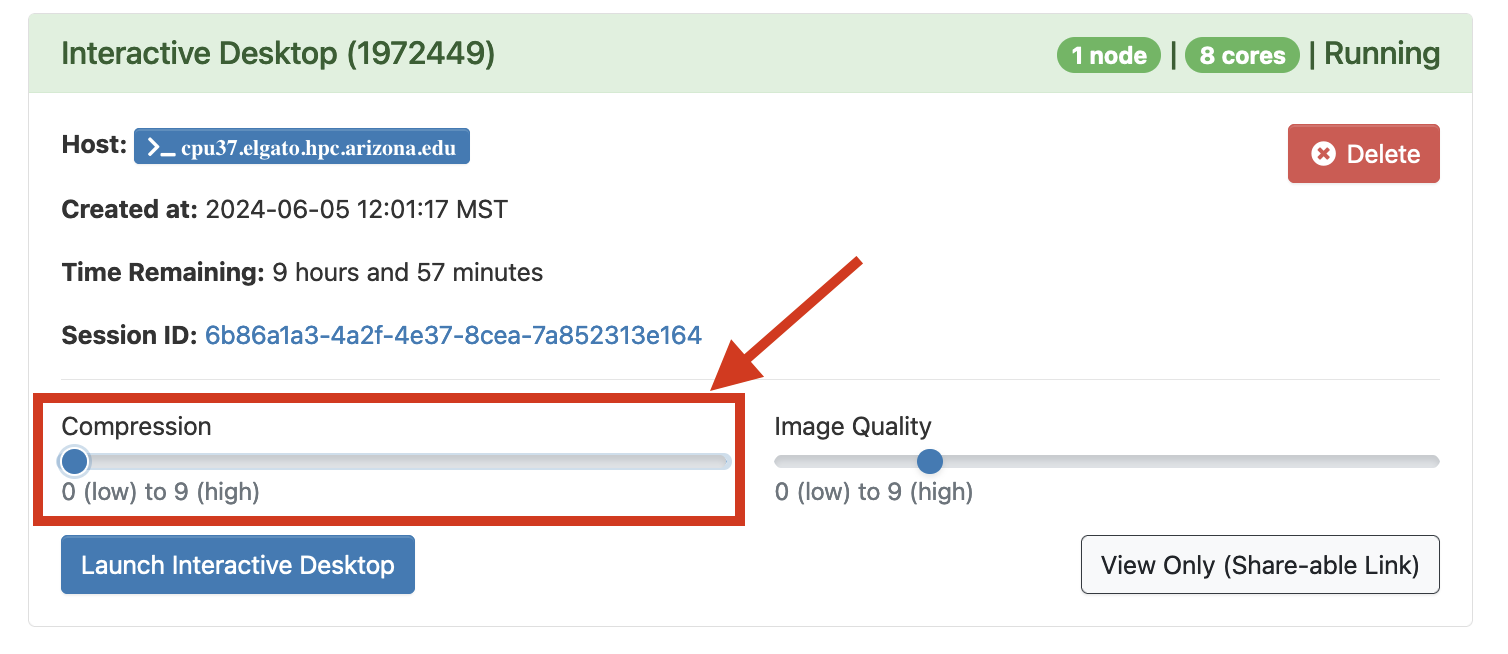 Interactive Desktop (1972449)
1 node | 8 cores | Running
Host: >_ cpu37.elgato.hpc.arizona.edu
Delete
Created at: 2024-06-05 12:01:17 MST
Time Remaining: 9 hours and 57 minutes
Session ID: 6b86a1a3-4a2f-4e37-8cea-7a852313e164
Compression
0 (low) to 9 (high)
Image Quality
0 (low) to 9 (high)
Launch Interactive Desktop
View Only (Share-able Link)